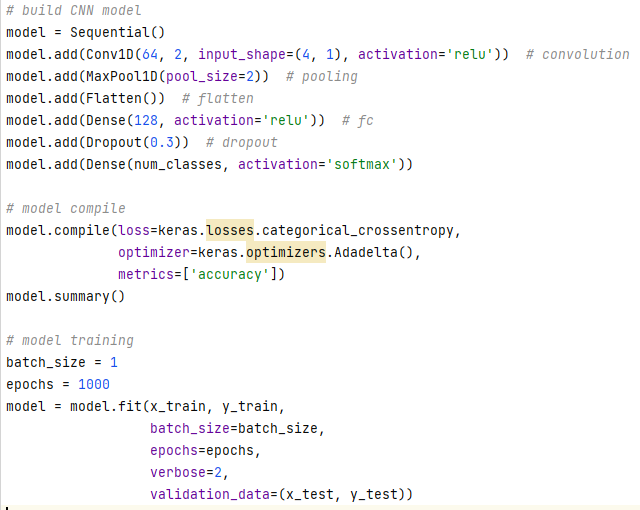 # build CNN model
model = Sequential()
model.add(Conv1D(64, 2, input_shape=(4, 1), activation='relu'))  # convolution
model.add(MaxPool1D(pool_size=2))  # pooling
model.add(Flatten())  # flatten
model.add(Dense(128, activation='relu'))  # fc
model.add(Dropout(0.3))  # dropout
model.add(Dense(num_classes, activation='softmax'))

# model compile
model.compile(loss=keras.losses.categorical_crossentropy,
              optimizer=keras.optimizers.Adadelta(),
              metrics=['accuracy'])
model.summary()

# model training
batch_size = 1
epochs = 1000
model = model.fit(x_train, y_train,
                  batch_size=batch_size,
                  epochs=epochs,
                  verbose=2,
                  validation_data=(x_test, y_test))